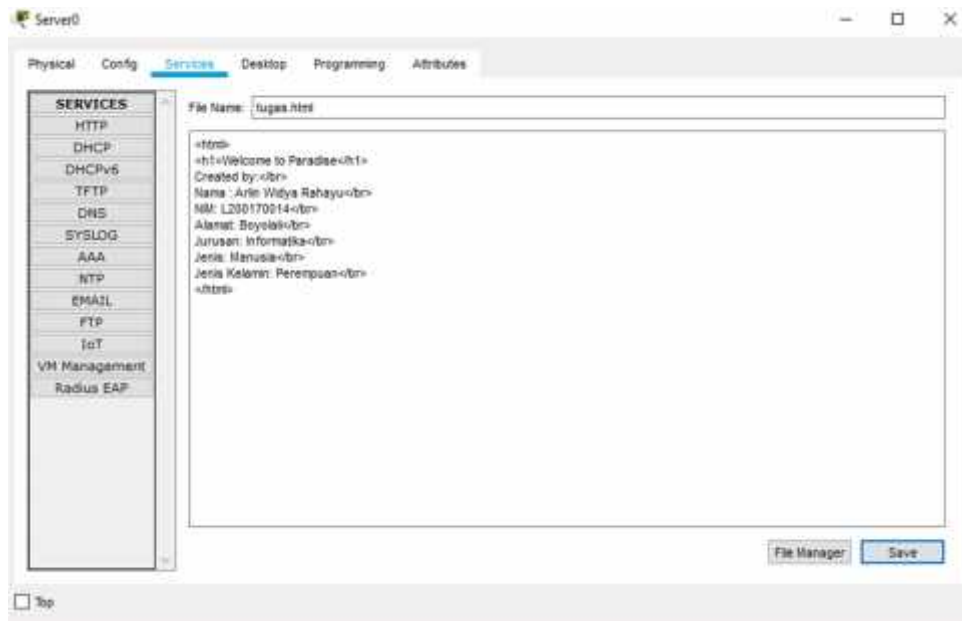 Server0
Physical Config Services Desktop Programming Attributes
SERVICES
HTTP
DHCP
DHCPv6
TFTP
DNS
SYSLOG
AAA
NTP
EMAIL
FTP
IoT
VM Management
Radius EAP
File Name: tugas.html
<html>
<h1>Welcome to Paradise</h1>
Created by:</br>
Nama : Arlin Widya Rahayu</br>
NIM: L200170014</br>
Alamat: Boyolali</br>
Jurusan: Informatika</br>
Jenis: Manusia</br>
Jenis Kelamin: Perempuan</br>
</html>
File Manager Save
Top